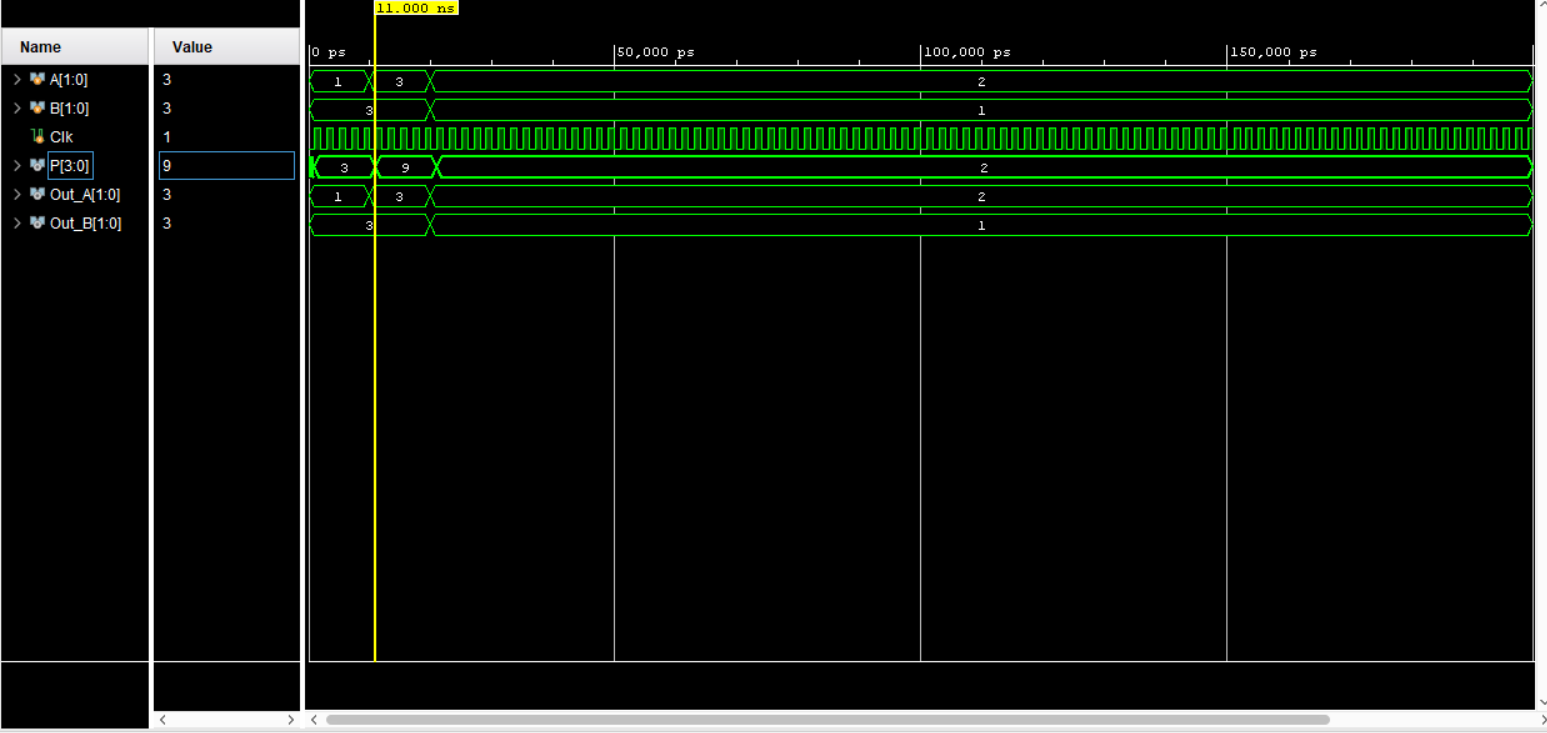 11.000 ns
Name Value
0 ps 50,000 ps 100,000 ps 150,000 ps
A[1:0] 3 1 3 2
B[1:0] 3 3 1
Clk 1
P[3:0] 9 3 9 2
Out_A[1:0] 3 1 3 2
Out_B[1:0] 3 3 1